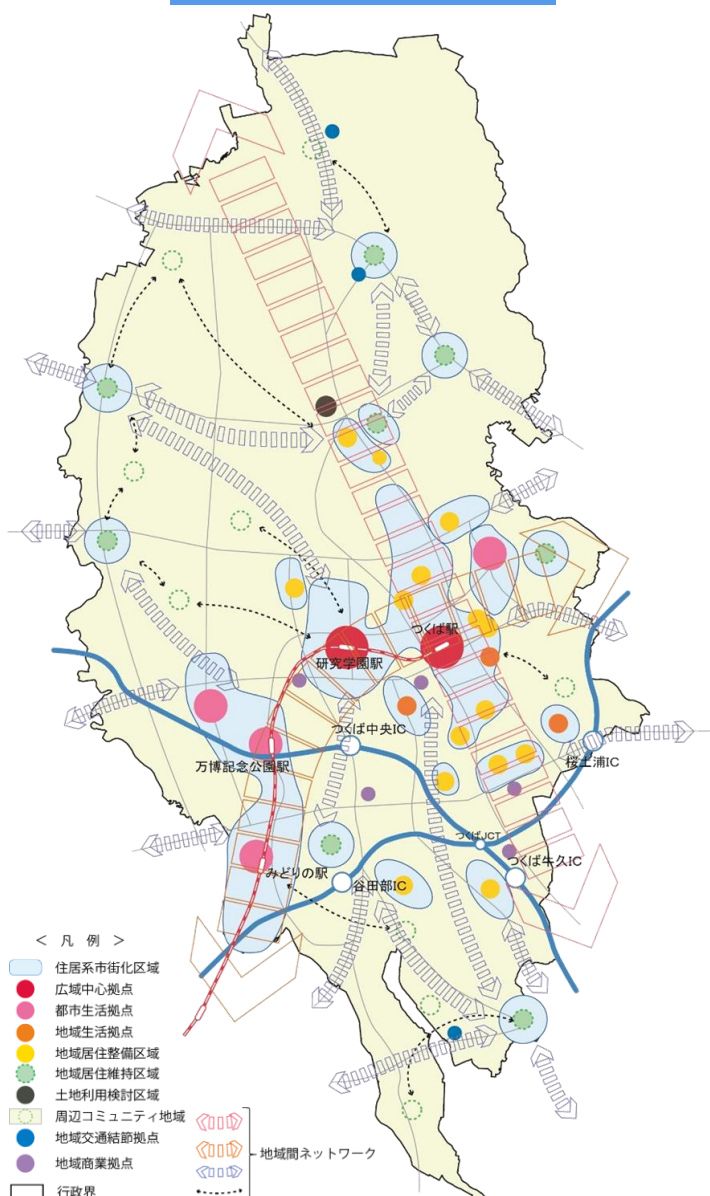 つくば駅
研究学園駅
つくば中央IC
万博記念公園駅
桜土浦IC
つくばJCT
つくば牛久IC
みどりの駅
谷田部IC
＜ 凡 例 ＞
住居系市街化区域
広域中心拠点
都市生活拠点
地域生活拠点
地域居住整備区域
地域居住維持区域
土地利用検討区域
周辺コミュニティ地域
地域交通結節拠点
地域商業拠点
地域間ネットワーク
行政界